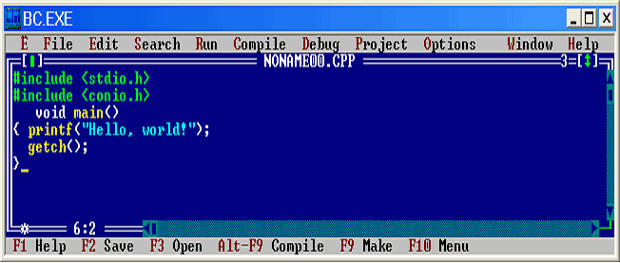 BC.EXE
E File Edit Search Run Compile Debug Project Options Window Help
[▮] NONAME00.CPP 3=[↕]
#include <stdio.h>
#include <conio.h>
void main()
{ printf("Hello, world!");
getch();
}_
6:2
F1 Help F2 Save F3 Open Alt-F9 Compile F9 Make F10 Menu